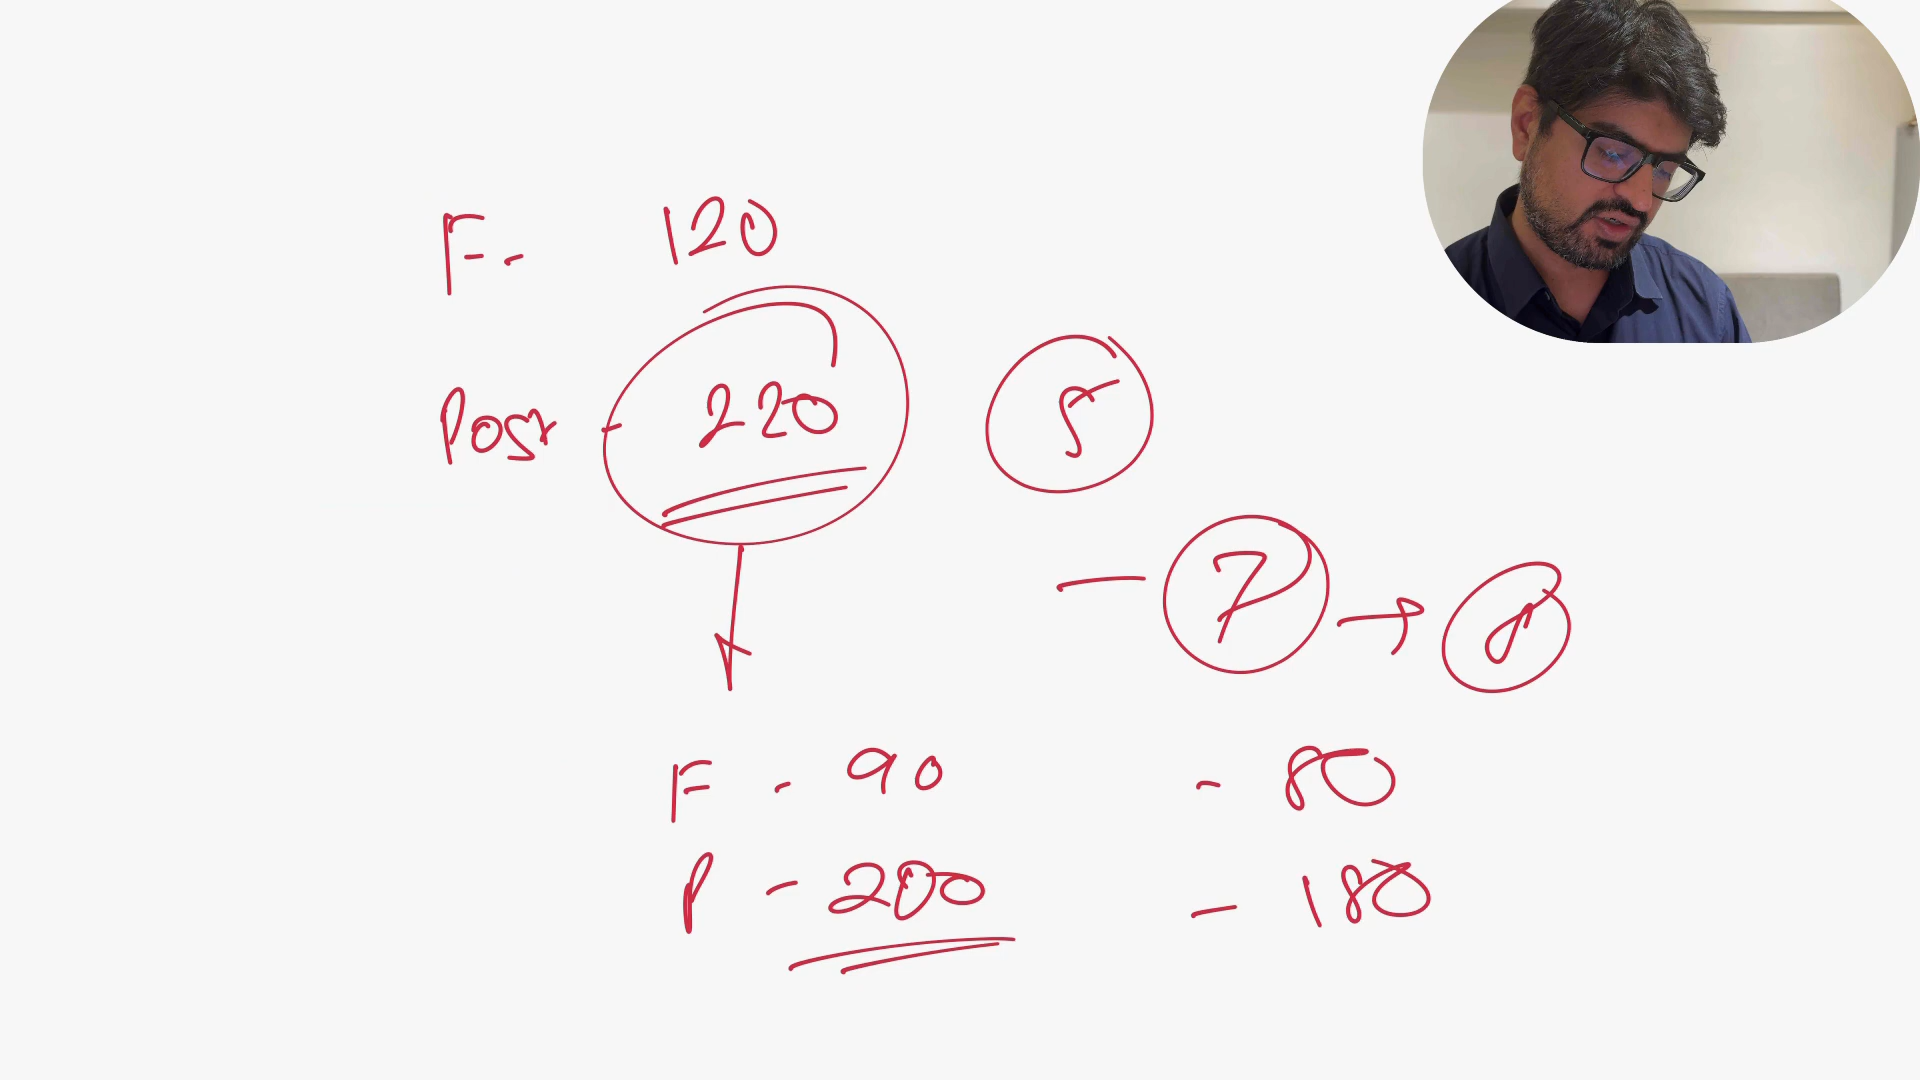 F. 120
Post - 220 5
- 7 → 8
F - 90 - 80
P - 200 - 180